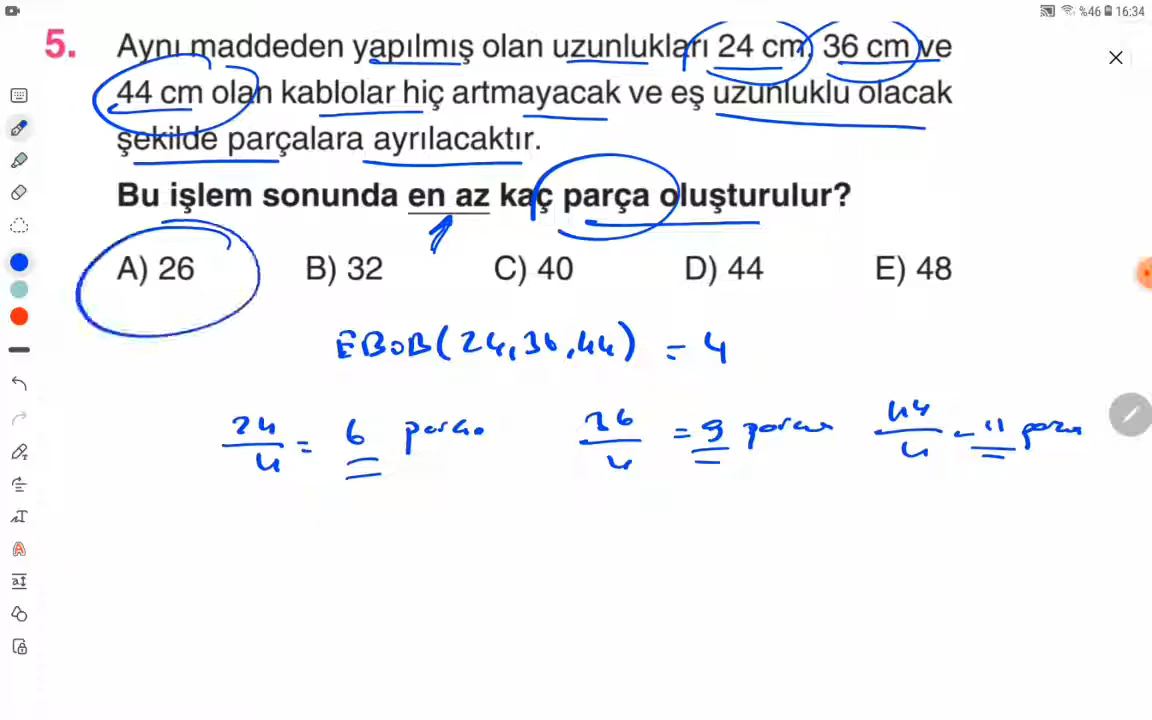 %46 16:34
5. Aynı maddeden yapılmış olan uzunlukları 24 cm, 36 cm ve
44 cm olan kablolar hiç artmayacak ve eş uzunluklu olacak
şekilde parçalara ayrılacaktır.
Bu işlem sonunda en az kaç parça oluşturulur?
A) 26 B) 32 C) 40 D) 44 E) 48
EBOB(24,36,44) = 4
24/4 = 6 parça 36/4 = 9 parça 44/4 = 11 parça